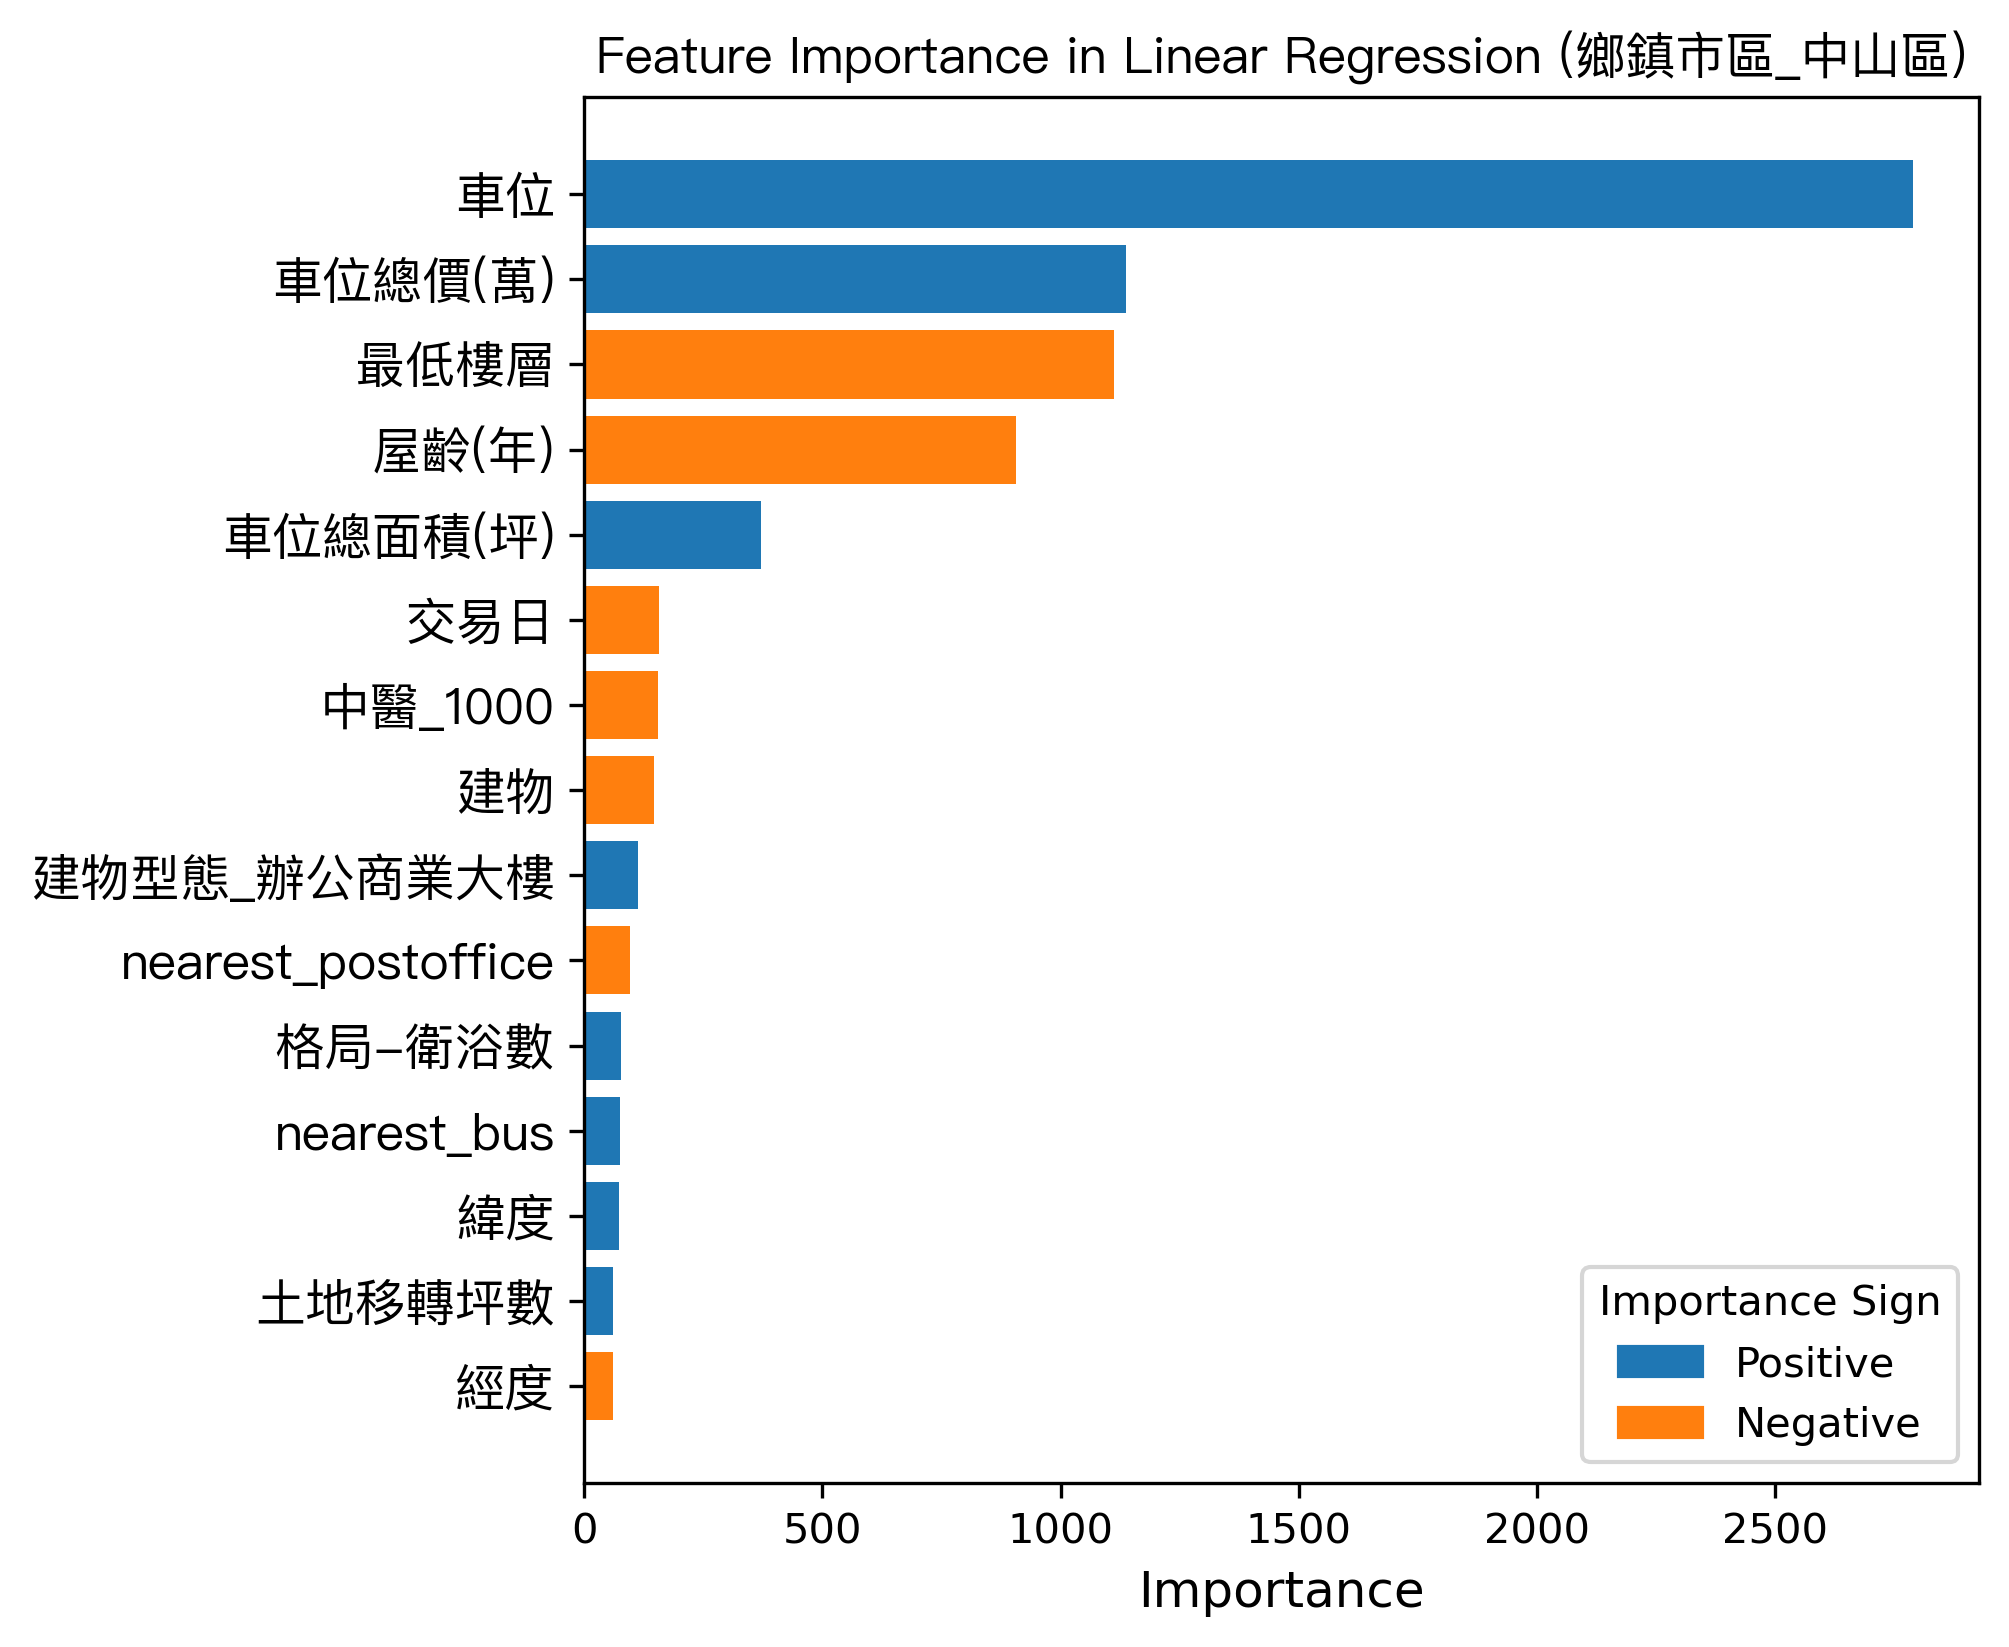 Feature Importance in Linear Regression (鄉鎮市區_中山區)
車位
車位總價(萬)
最低樓層
屋齡(年)
車位總面積(坪)
交易日
中醫_1000
建物
建物型態_辦公商業大樓
nearest_postoffice
格局–衛浴數
nearest_bus
緯度
土地移轉坪數
經度
Importance Sign
Positive
Negative
0 500 1000 1500 2000 2500
Importance